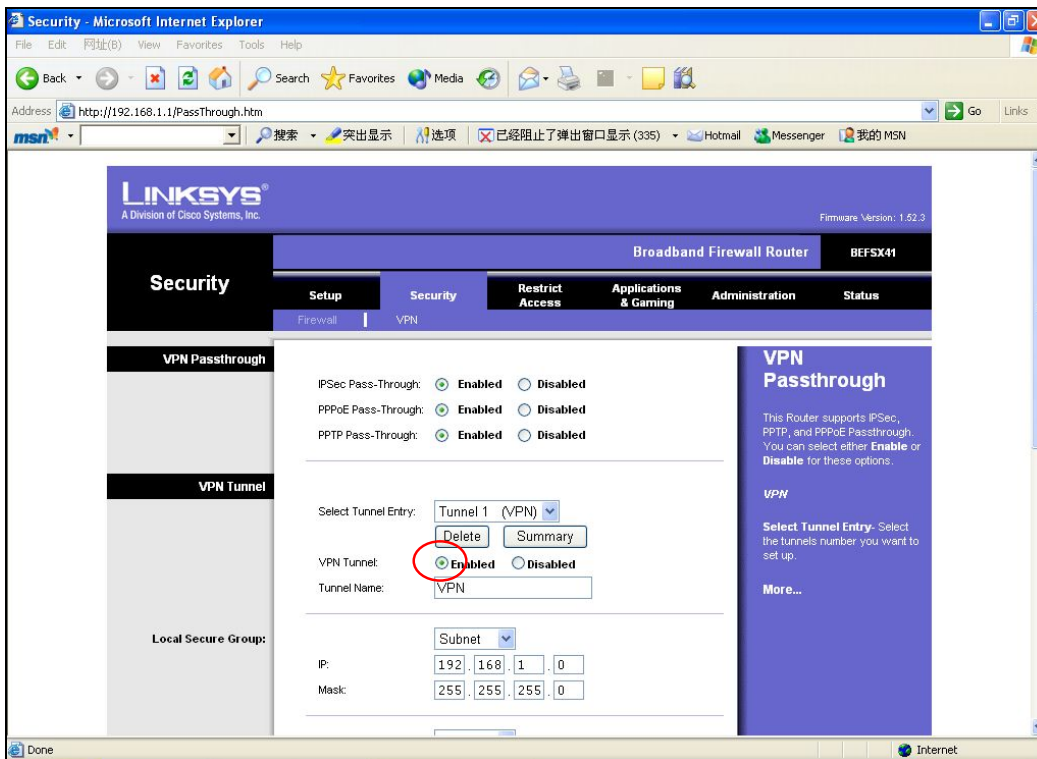 Security - Microsoft Internet Explorer
File Edit 网址(B) View Favorites Tools Help
Back Search Favorites Media
Address http://192.168.1.1/PassThrough.htm Go Links
msn 搜索 突出显示 选项 已经阻止了弹出窗口显示 (335) Hotmail Messenger 我的 MSN
LINKSYS®
A Division of Cisco Systems, Inc.
Firmware Version: 1.52.3
Broadband Firewall Router BEFSX41
Security
Setup Security Restrict Access Applications & Gaming Administration Status
Firewall VPN
VPN Passthrough
IPSec Pass-Through: Enabled Disabled
PPPoE Pass-Through: Enabled Disabled
PPTP Pass-Through: Enabled Disabled
VPN Tunnel
Select Tunnel Entry: Tunnel 1 (VPN)
Delete Summary
VPN Tunnel: Enabled Disabled
Tunnel Name: VPN
Local Secure Group: Subnet
IP: 192 . 168 . 1 . 0
Mask: 255 . 255 . 255 . 0
VPN
Passthrough
This Router supports IPSec,
PPTP, and PPPoE Passthrough.
You can select either Enable or
Disable for these options.
VPN
Select Tunnel Entry- Select
the tunnels number you want to
set up.
More...
Done Internet